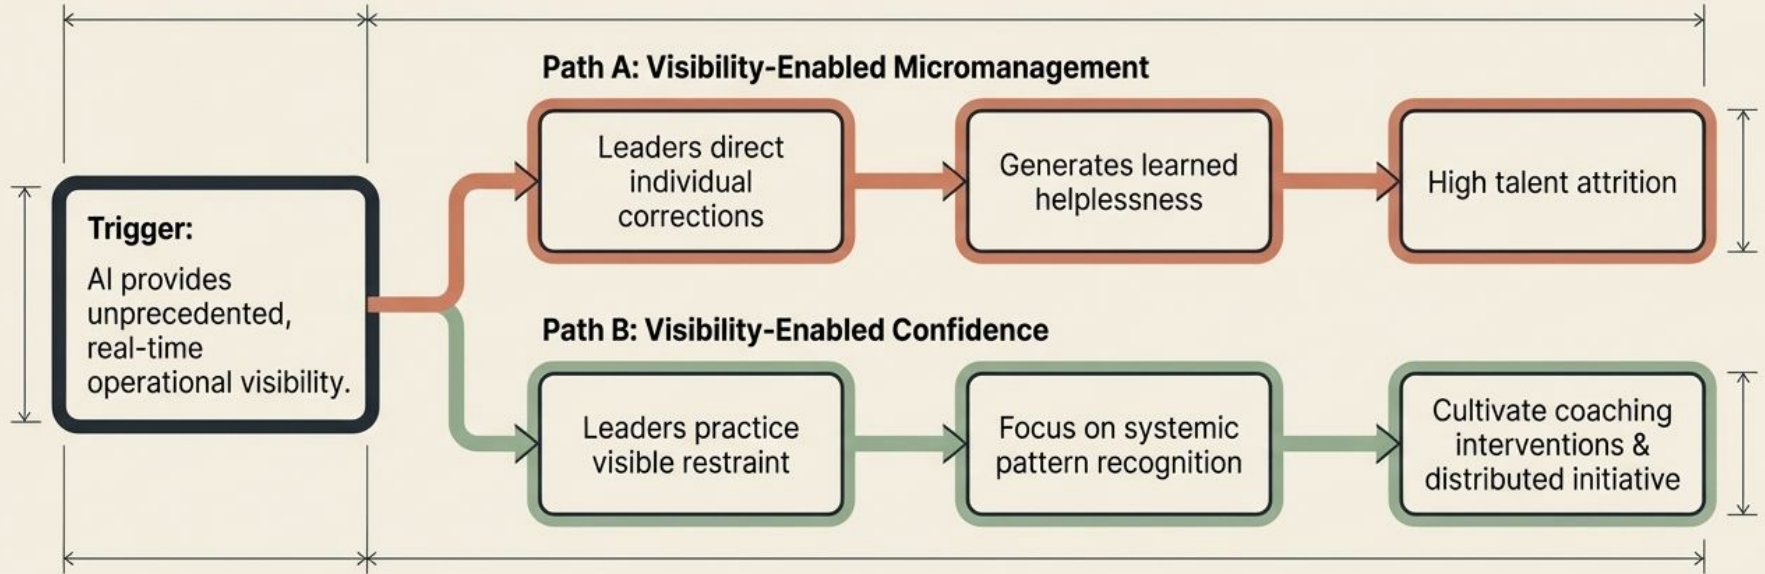 Path A: Visibility-Enabled Micromanagement
Leaders direct
individual
corrections
Generates learned
helplessness
High talent attrition
Trigger:
AI provides
unprecedented,
real-time
operational visibility.
Path B: Visibility-Enabled Confidence
Leaders practice
visible restraint
Focus on systemic
pattern recognition
Cultivate coaching
interventions &
distributed initiative